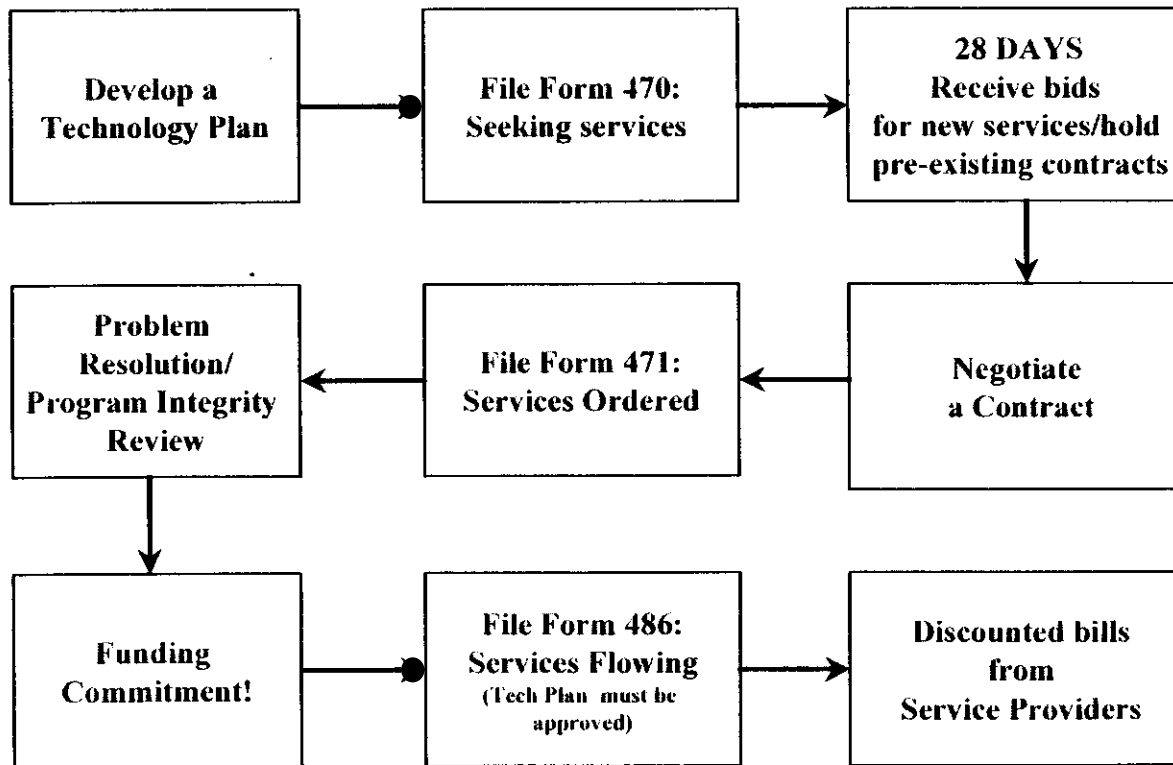 Develop a
Technology Plan
File Form 470:
Seeking services
28 DAYS
Receive bids
for new services/hold
pre-existing contracts
Problem
Resolution/
Program Integrity
Review
File Form 471:
Services Ordered
Negotiate
a Contract
Funding
Commitment!
File Form 486:
Services Flowing
(Tech Plan must be
approved)
Discounted bills
from
Service Providers